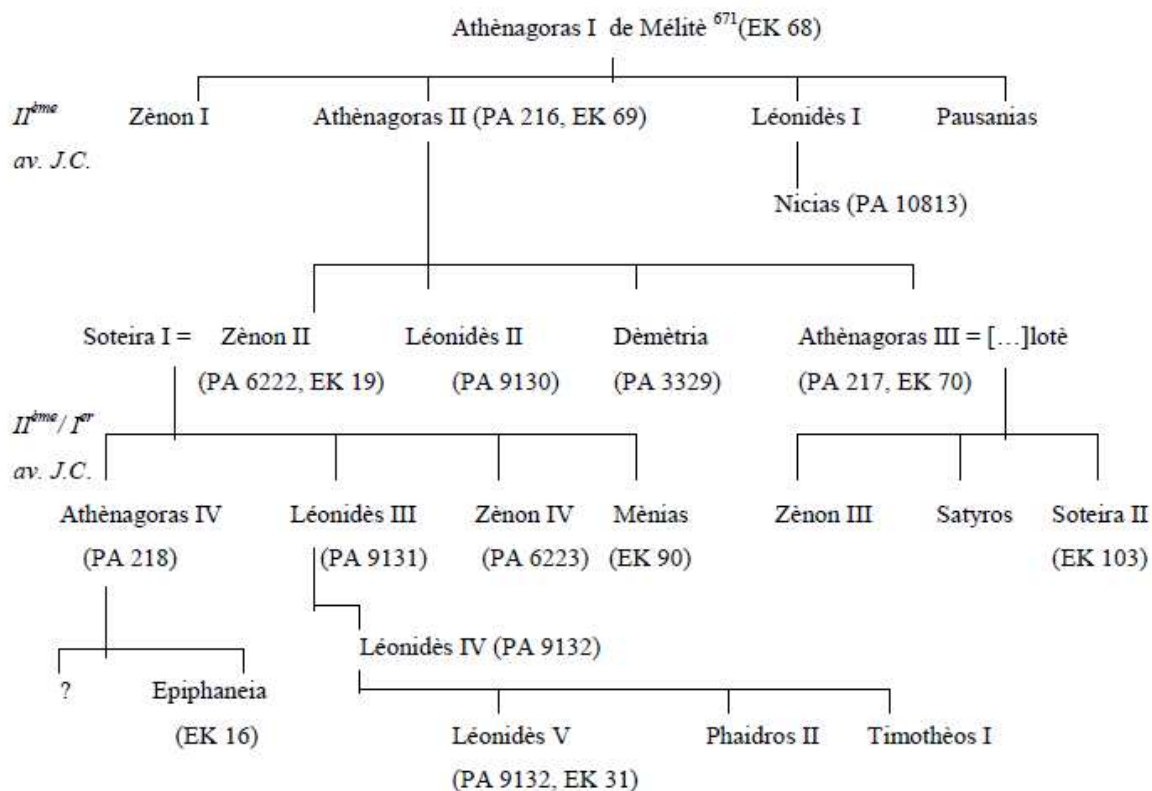 Athènagoras I de Mélitè 671(EK 68)
IIème Zènon I Athènagoras II (PA 216, EK 69) Léonidès I Pausanias
av. J.C.
Nicias (PA 10813)
Soteira I = Zènon II Léonidès II Dèmètria Athènagoras III = […]lotè
(PA 6222, EK 19) (PA 9130) (PA 3329) (PA 217, EK 70)
IIème/ Ier
av. J.C.
Athènagoras IV Léonidès III Zènon IV Mènias Zènon III Satyros Soteira II
(PA 218) (PA 9131) (PA 6223) (EK 90) (EK 103)
Léonidès IV (PA 9132)
? Epiphaneia
(EK 16) Léonidès V Phaidros II Timothèos I
(PA 9132, EK 31)